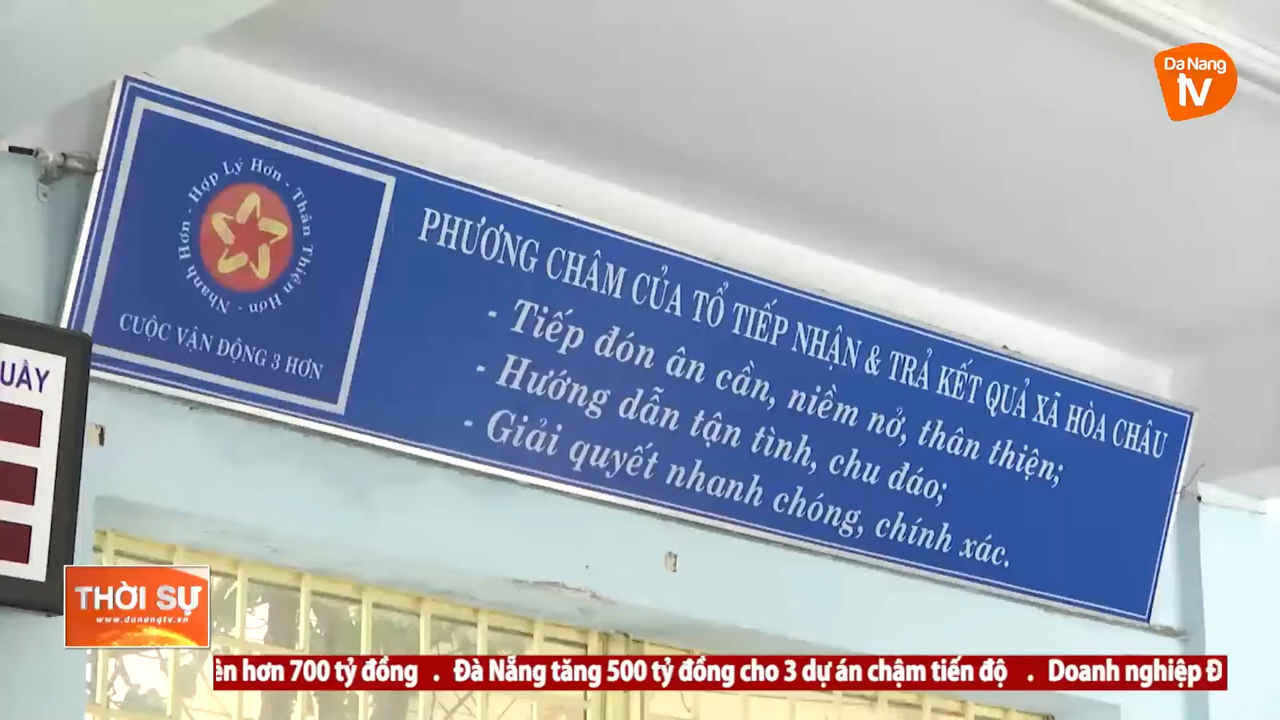 Da Nang
tv
Nhanh Hơn - Hợp Lý Hơn - Thân Thiện Hơn -
CUỘC VẬN ĐỘNG 3 HƠN
PHƯƠNG CHÂM CỦA TỔ TIẾP NHẬN & TRẢ KẾT QUẢ XÃ HÒA CHÂU
- Tiếp đón ân cần, niềm nở, thân thiện;
- Hướng dẫn tận tình, chu đáo;
- Giải quyết nhanh chóng, chính xác.
UẦY
THỜI SỰ
www.danangtv.vn
ên hơn 700 tỷ đồng . Đà Nẵng tăng 500 tỷ đồng cho 3 dự án chậm tiến độ . Doanh nghiệp Đ